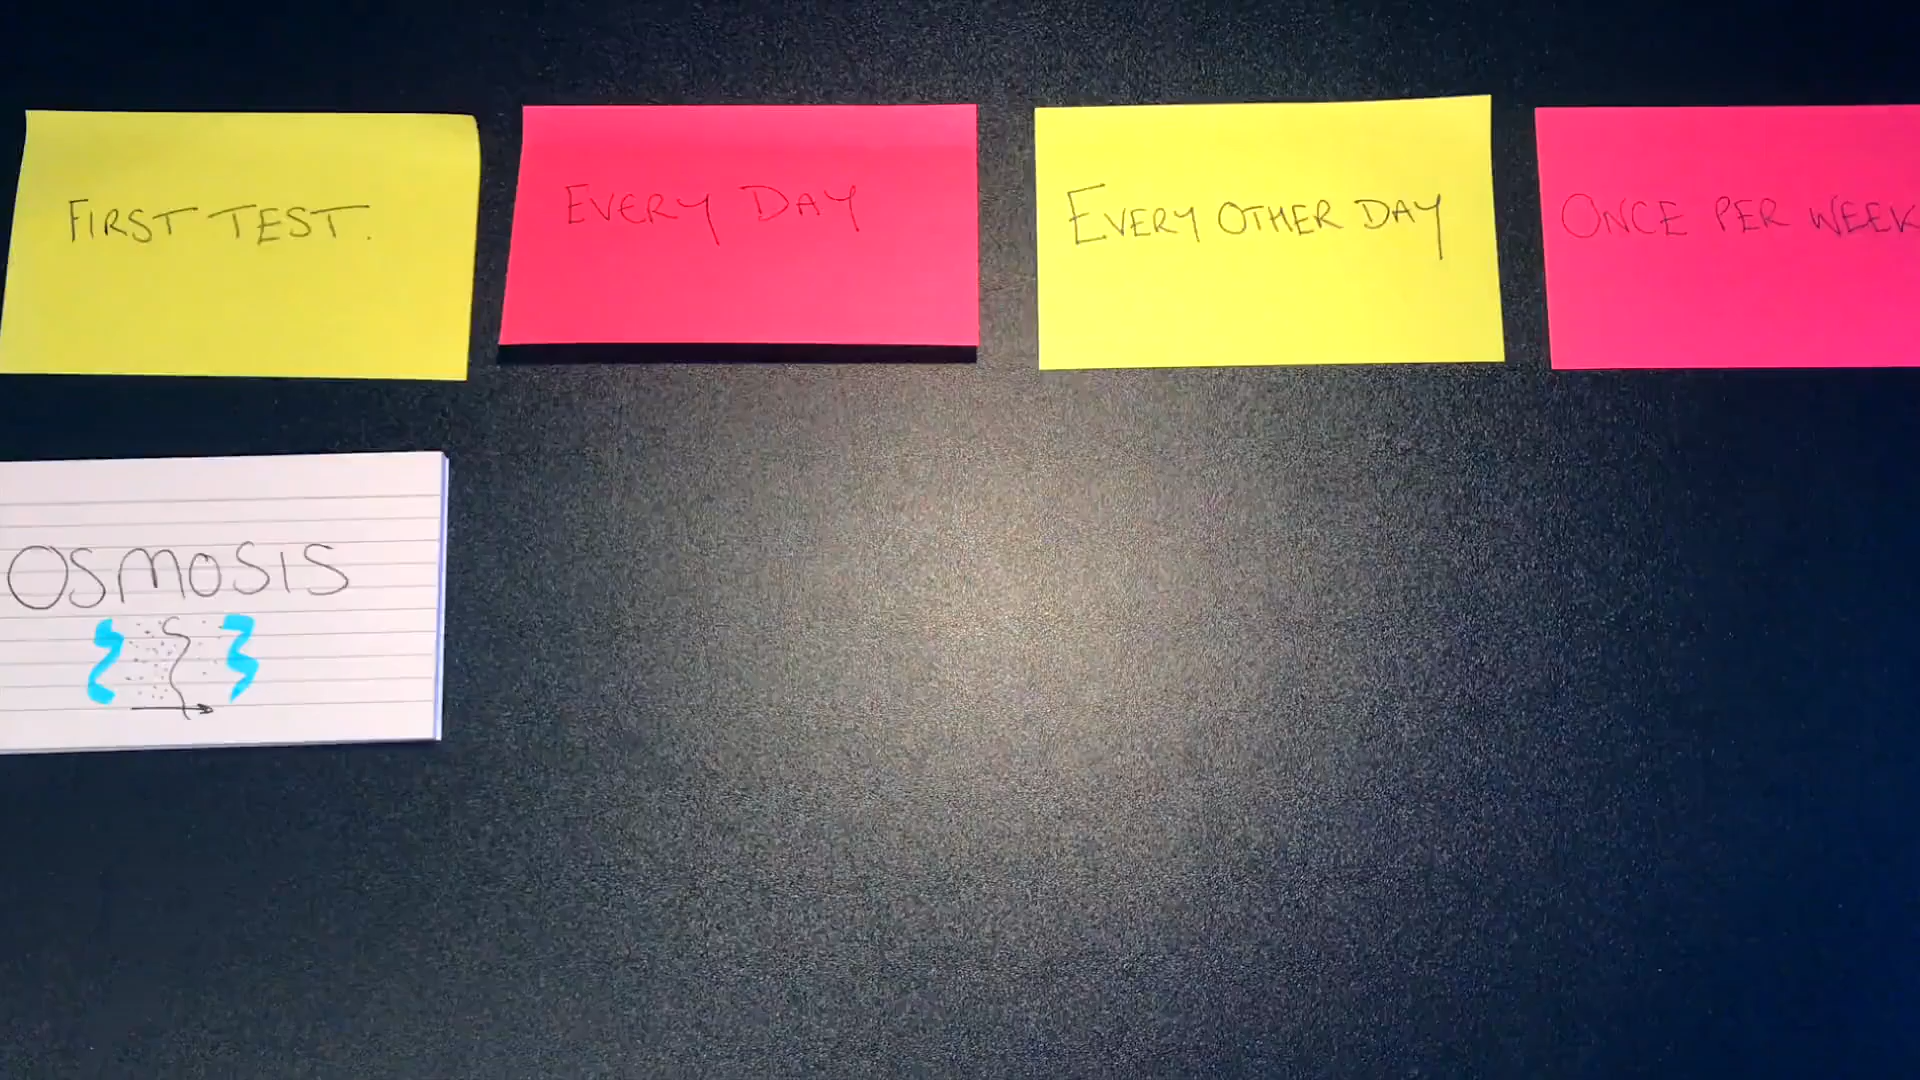 FIRST TEST.
EVERY DAY
EVERY OTHER DAY
ONCE PER WEEK
OSMOSIS